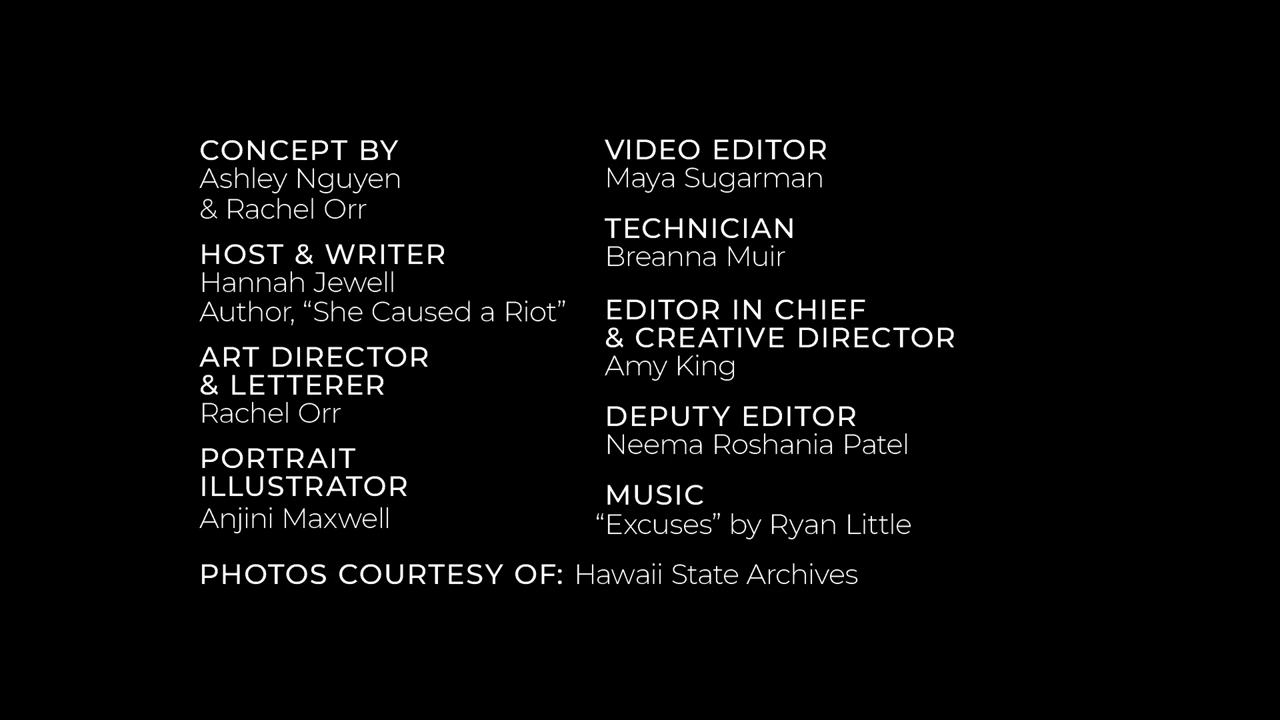 CONCEPT BY
Ashley Nguyen
& Rachel Orr
HOST & WRITER
Hannah Jewell
Author, “She Caused a Riot”
ART DIRECTOR
& LETTERER
Rachel Orr
PORTRAIT
ILLUSTRATOR
Anjini Maxwell
VIDEO EDITOR
Maya Sugarman
TECHNICIAN
Breanna Muir
EDITOR IN CHIEF
& CREATIVE DIRECTOR
Amy King
DEPUTY EDITOR
Neema Roshania Patel
MUSIC
“Excuses” by Ryan Little
PHOTOS COURTESY OF: Hawaii State Archives